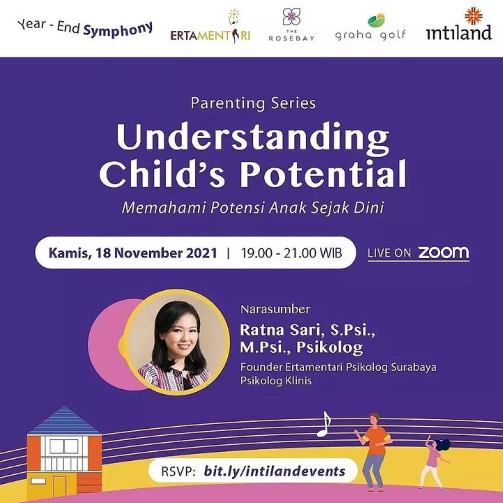 Year - End Symphony
ERTAMENTARI
THE
ROSEBAY
graha golf
intiland
Parenting Series
Understanding
Child's Potential
Memahami Potensi Anak Sejak Dini
Kamis, 18 November 2021 | 19.00 - 21.00 WIB
LIVE ON zoom
Narasumber
Ratna Sari, S.Psi.,
M.Psi., Psikolog
Founder Ertamentari Psikolog Surabaya
Psikolog Klinis
RSVP: bit.ly/intilandevents